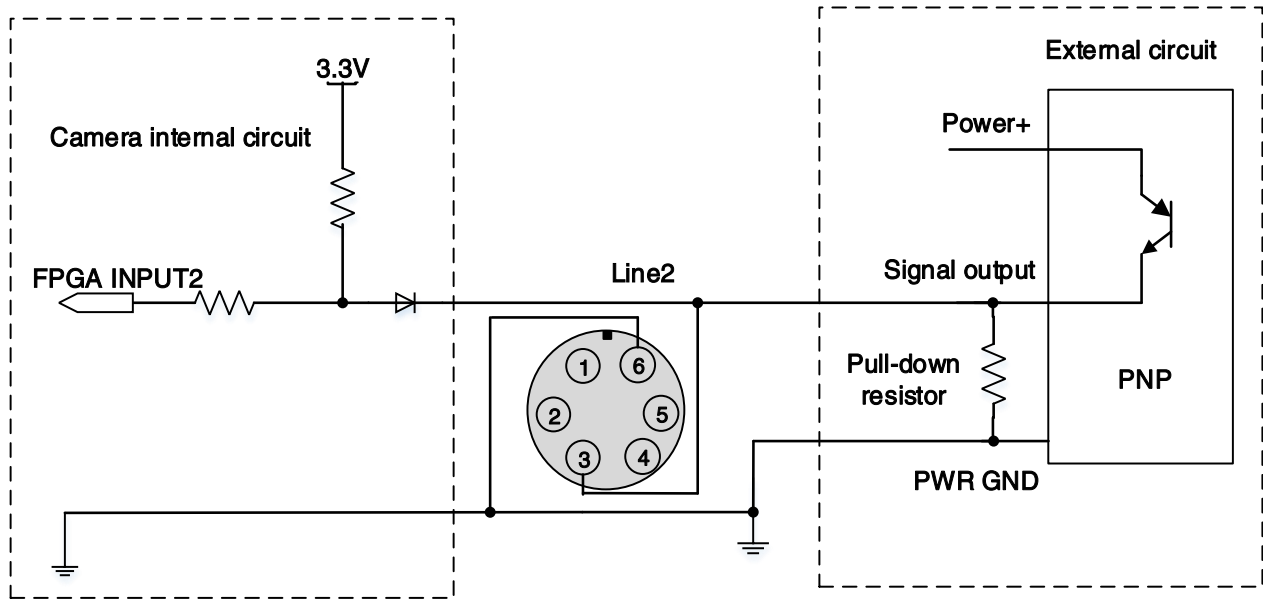 External circuit
3.3V
Camera internal circuit
Power+
FPGA INPUT2
Line2
Signal output
1
6
Pull-down
resistor
PNP
2
5
3
4
PWR GND